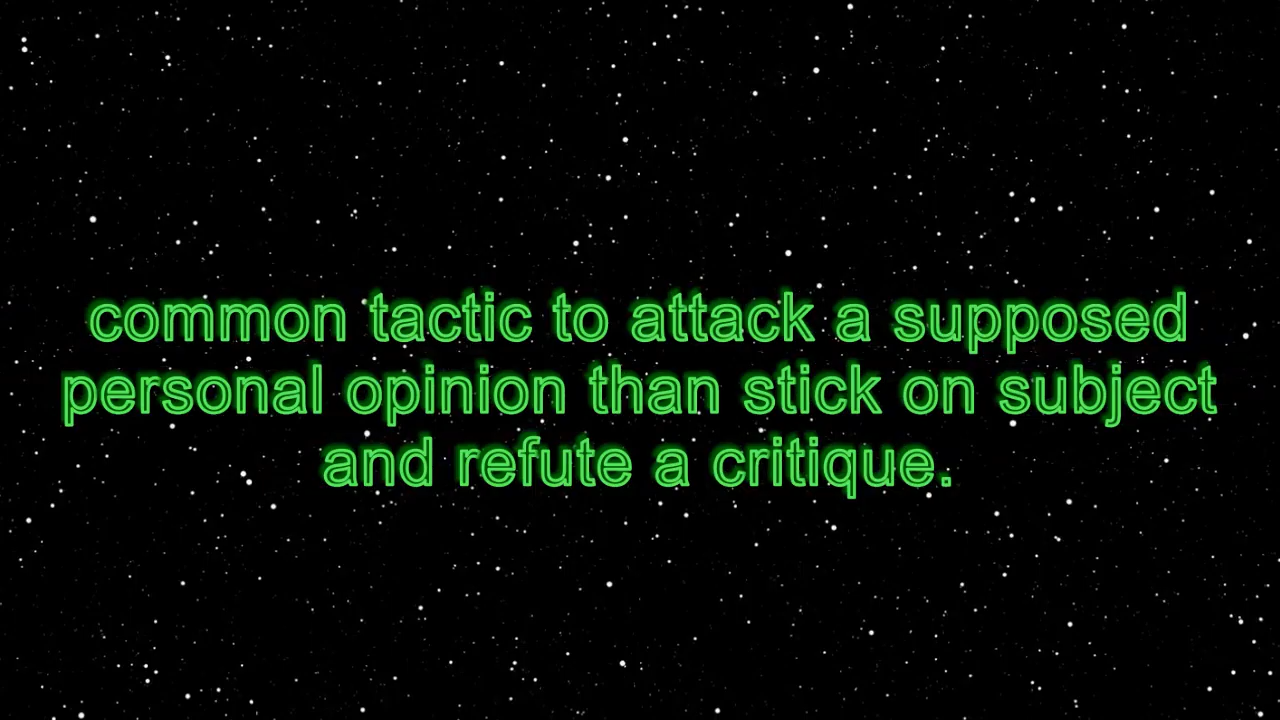 common tactic to attack a supposed
personal opinion than stick on subject
and refute a critique.